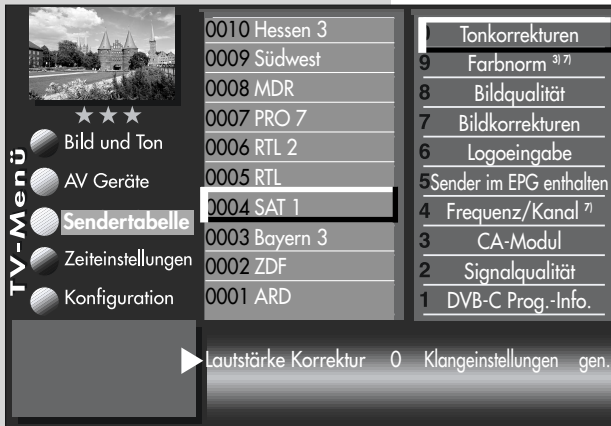 TV-Menü
Bild und Ton
AV Geräte
Sendertabelle
Zeiteinstellungen
Konfiguration
0010 Hessen 3
0009 Südwest
0008 MDR
0007 PRO 7
0006 RTL 2
0005 RTL
0004 SAT 1
0003 Bayern 3
0002 ZDF
0001 ARD
0 Tonkorrekturen
9 Farbnorm 3) 7)
8 Bildqualität
7 Bildkorrekturen
6 Logoeingabe
5 Sender im EPG enthalten
4 Frequenz/Kanal 7)
3 CA-Modul
2 Signalqualität
1 DVB-C Prog.-Info.
Lautstärke Korrektur 0 Klangeinstellungen gen.